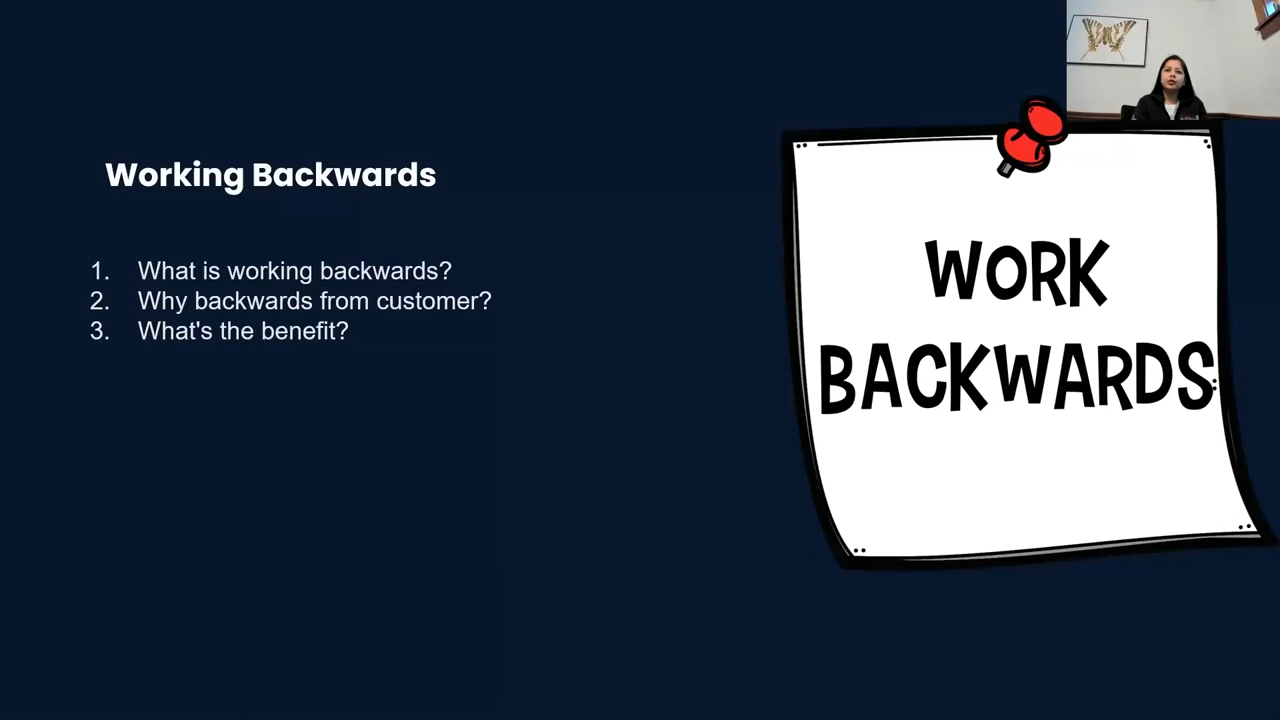 Working Backwards
1. What is working backwards?
2. Why backwards from customer?
3. What's the benefit?
WORK
BACKWARDS